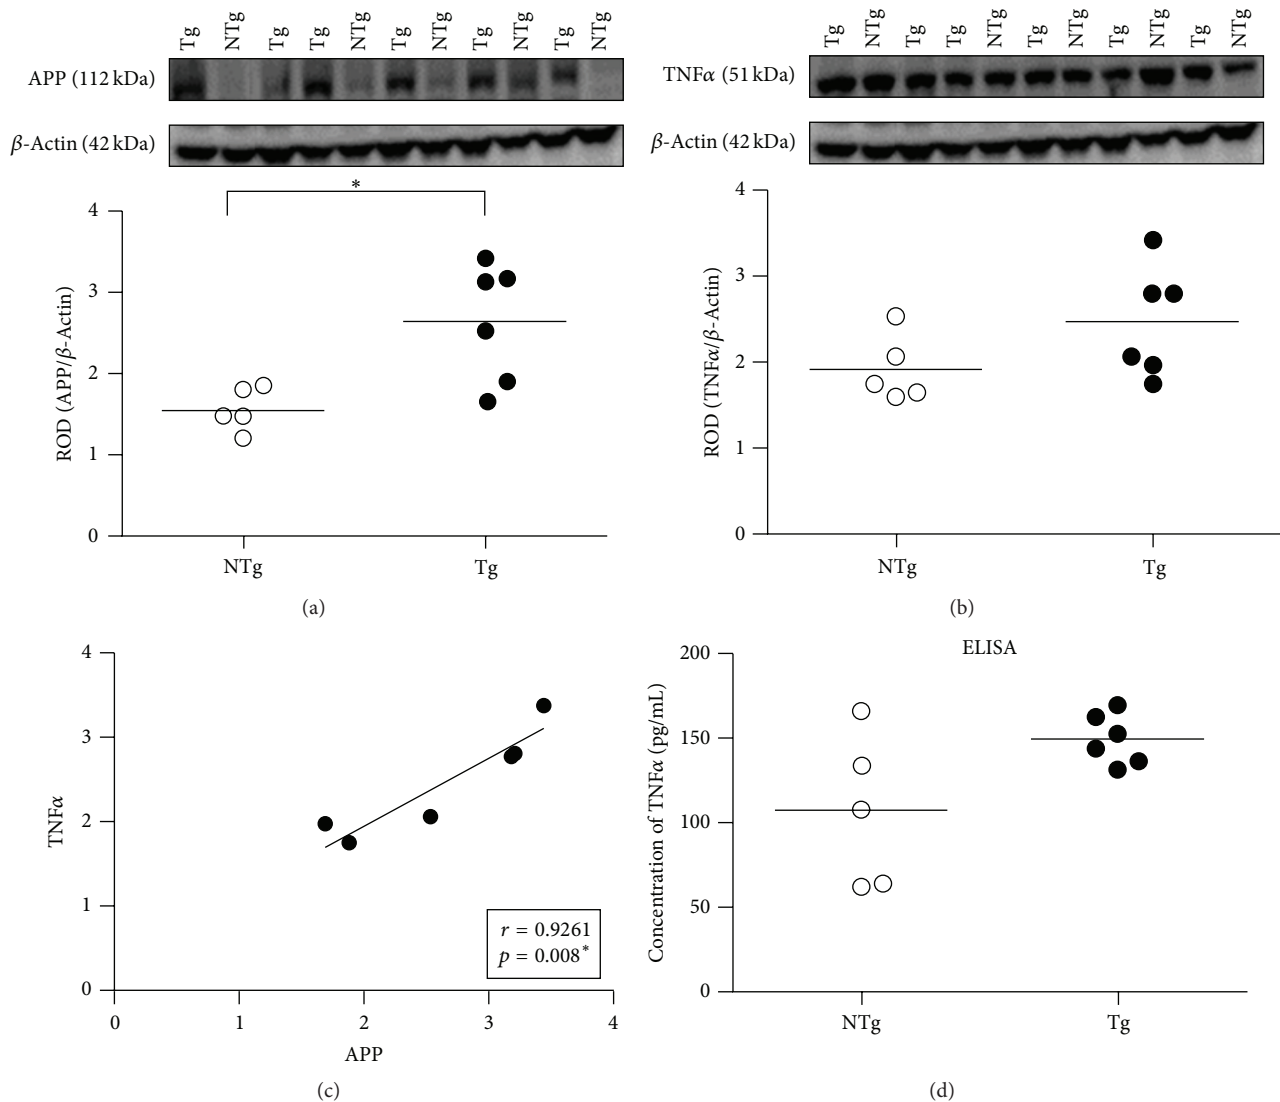 Tg NTg Tg Tg NTg Tg NTg Tg NTg Tg NTg
APP (112 kDa)
β-Actin (42 kDa)
*
4
3
2
1
0
ROD (APP/β-Actin)
NTg Tg
(a)
Tg NTg Tg Tg NTg Tg NTg Tg NTg Tg NTg
TNFα (51 kDa)
β-Actin (42 kDa)
4
3
2
1
0
ROD (TNFα/β-Actin)
NTg Tg
(b)
4
3
2
1
0
TNFα
r = 0.9261
p = 0.008*
0 1 2 3 4
APP
(c)
ELISA
200
150
100
50
0
Concentration of TNFα (pg/mL)
NTg Tg
(d)